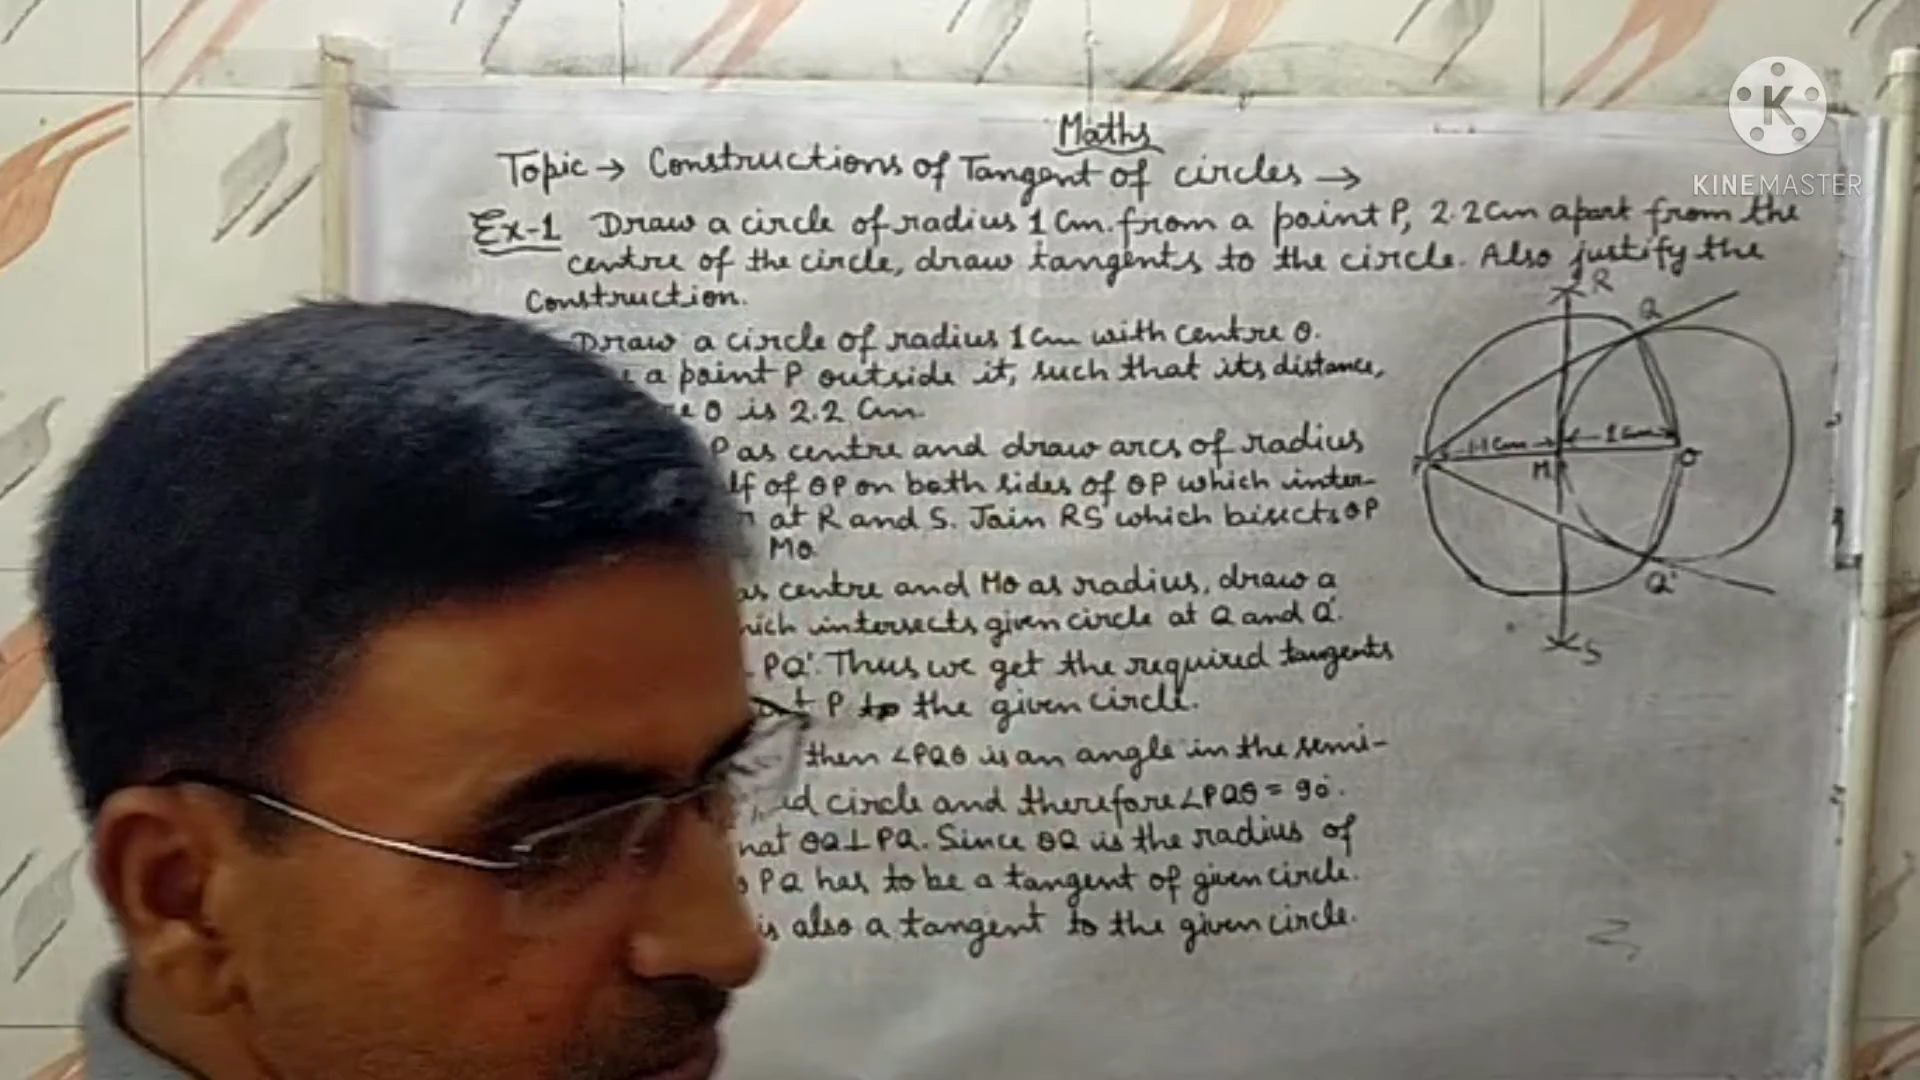 Maths
Topic → Constructions of Tangent of circles →
Ex-1 Draw a circle of radius 1 cm. from a point P, 2.2 cm apart from the
centre of the circle, draw tangents to the circle. Also justify the
Construction.
Draw a circle of radius 1 cm with centre O.
a point P outside it, such that its distance,
O is 2.2 Cm.
P as centre and draw arcs of radius
lf of OP on both sides of OP which inter-
at R and S. Join RS which bisects OP
MO.
as centre and MO as radius, draw a
hich intersects given circle at Q and Q'.
PQ'. Thus we get the required tangents
P to the given circle.
then ∠PQO is an angle in the semi-
circle and therefore ∠PQO = 90°.
hat OQ⊥PQ. Since OQ is the radius of
PQ has to be a tangent of given circle.
is also a tangent to the given circle.
R
Q
1.1 cm
1 cm
P
M
O
Q'
S
K
KINEMASTER